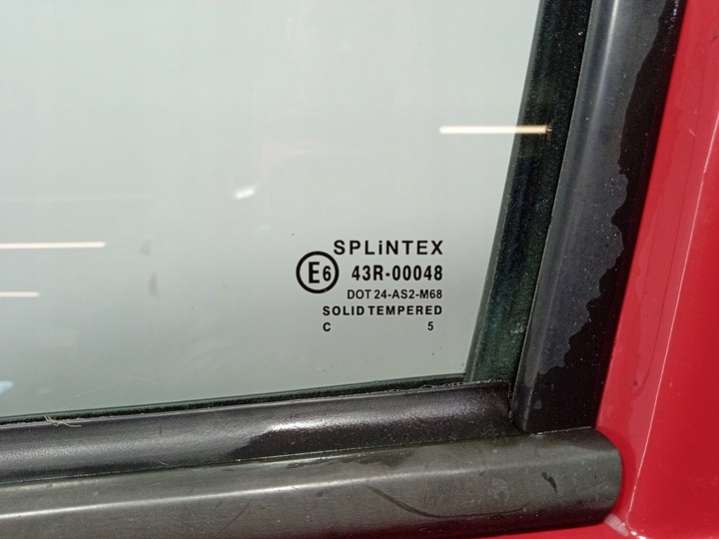 SPLiNTEX
E6 43R-00048
DOT 24-AS2-M68
SOLID TEMPERED
C 5